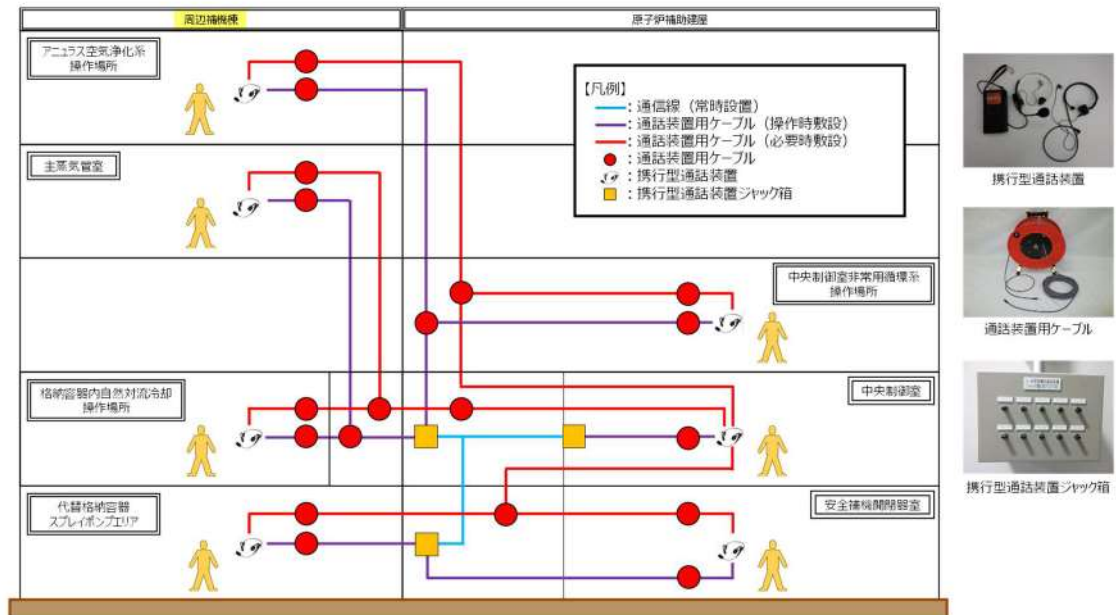 周辺補機棟
原子炉補助建屋
アニュラス空気浄化系
操作場所
【凡例】
：通信線（常時設置）
：通話装置用ケーブル（操作時敷設）
：通話装置用ケーブル（必要時敷設）
：通話装置用ケーブル
：携行型通話装置
：携行型通話装置ジャック箱
主蒸気管室
中央制御室非常用循環系
操作場所
格納容器内自然対流冷却
操作場所
中央制御室
代替格納容器
スプレイポンプエリア
安全補機開閉器室
携行型通話装置
通話装置用ケーブル
携行型通話装置ジャック箱